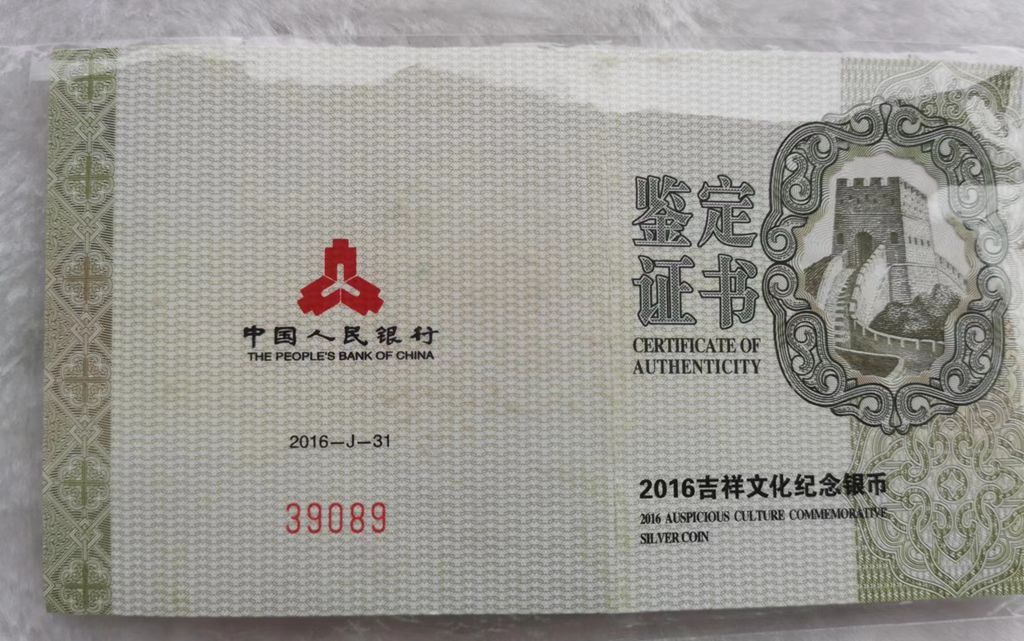 中国人民银行
THE PEOPLE'S BANK OF CHINA
2016—J—31
39089
鉴定
证书
CERTIFICATE OF
AUTHENTICITY
2016吉祥文化纪念银币
2016 AUSPICIOUS CULTURE COMMEMORATIVE
SILVER COIN